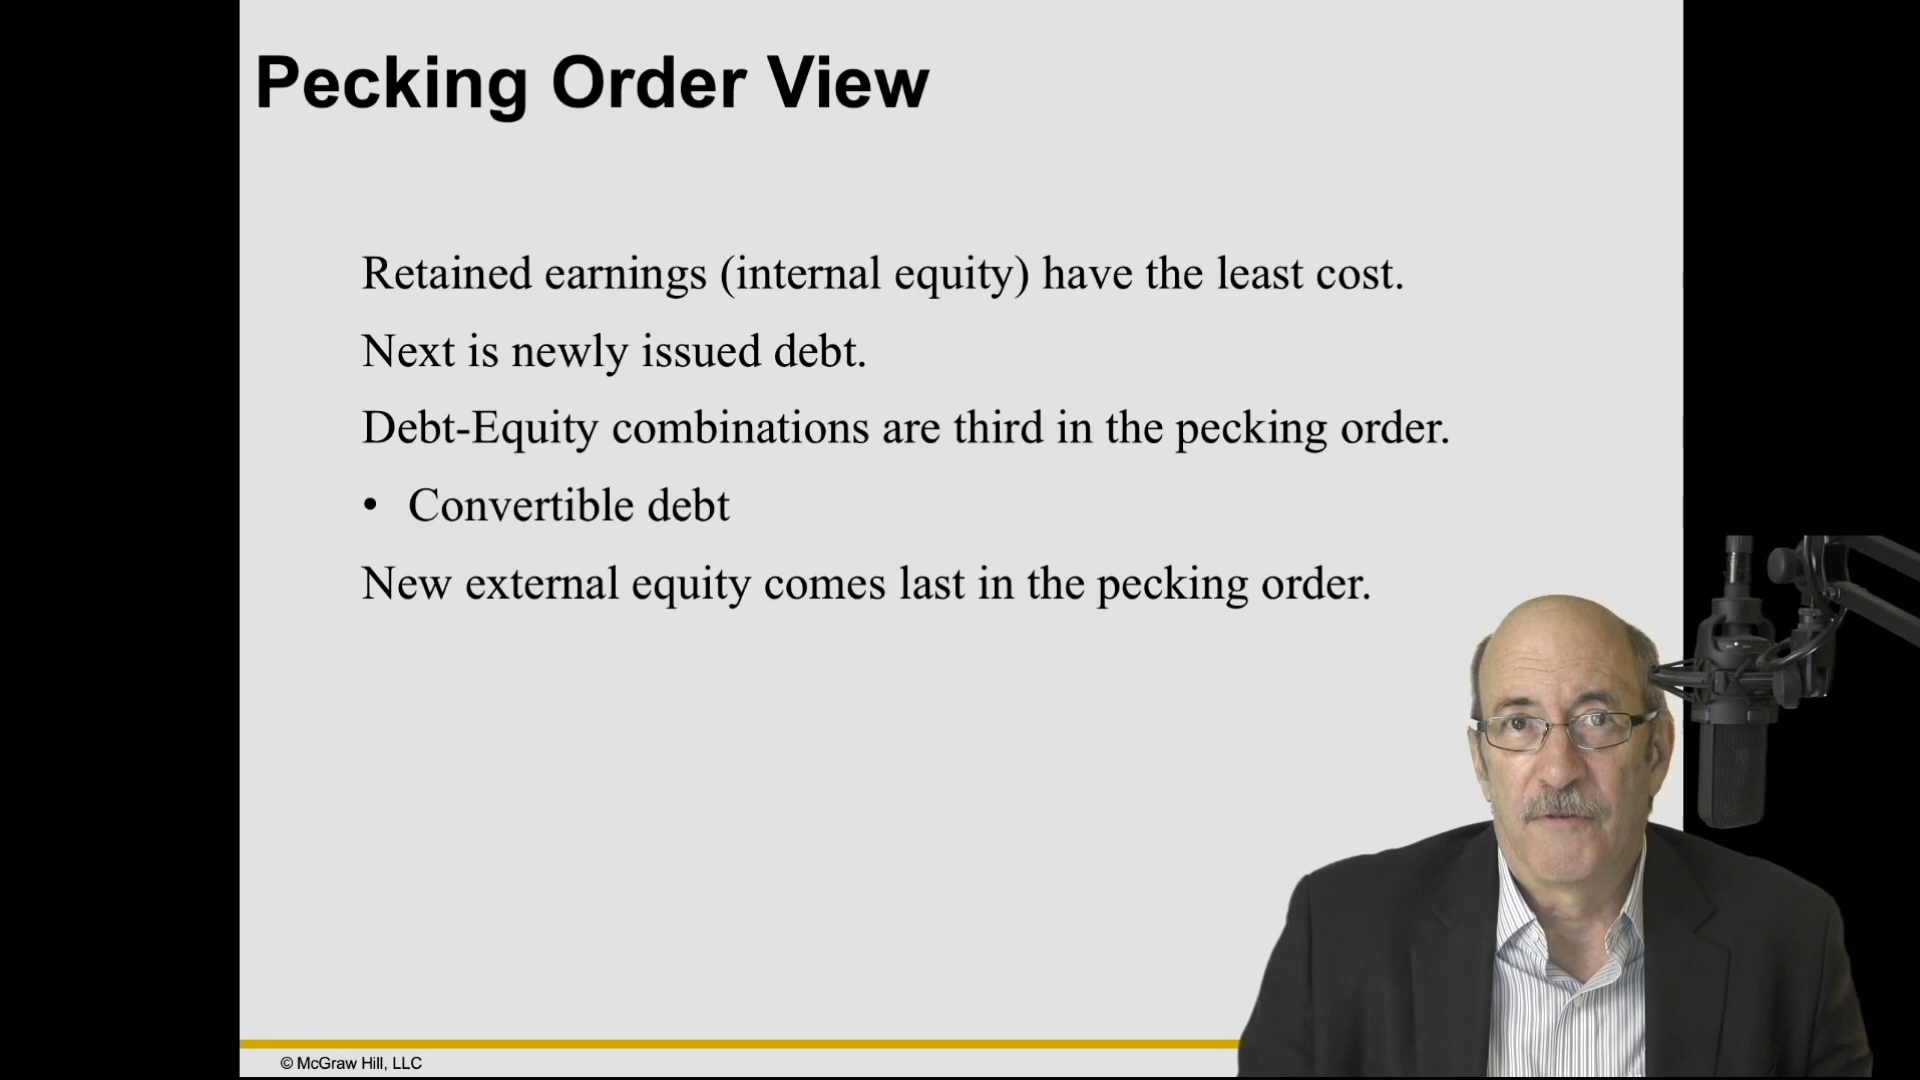 Pecking Order View
Retained earnings (internal equity) have the least cost.
Next is newly issued debt.
Debt-Equity combinations are third in the pecking order.
• Convertible debt
New external equity comes last in the pecking order.
© McGraw Hill, LLC